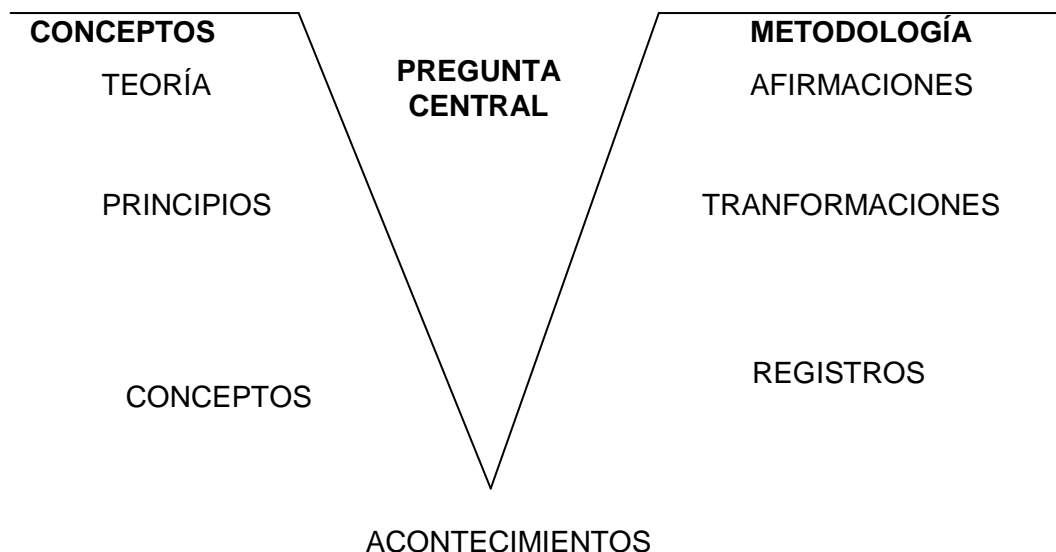 CONCEPTOS
TEORÍA
PRINCIPIOS
CONCEPTOS
PREGUNTA
CENTRAL
METODOLOGÍA
AFIRMACIONES
TRANFORMACIONES
REGISTROS
ACONTECIMIENTOS